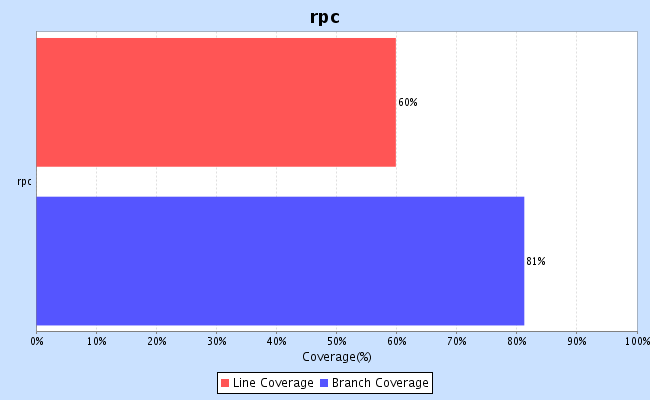 rpc
60%
rpc
81%
0% 10% 20% 30% 40% 50% 60% 70% 80% 90% 100%
Coverage(%)
Line Coverage Branch Coverage